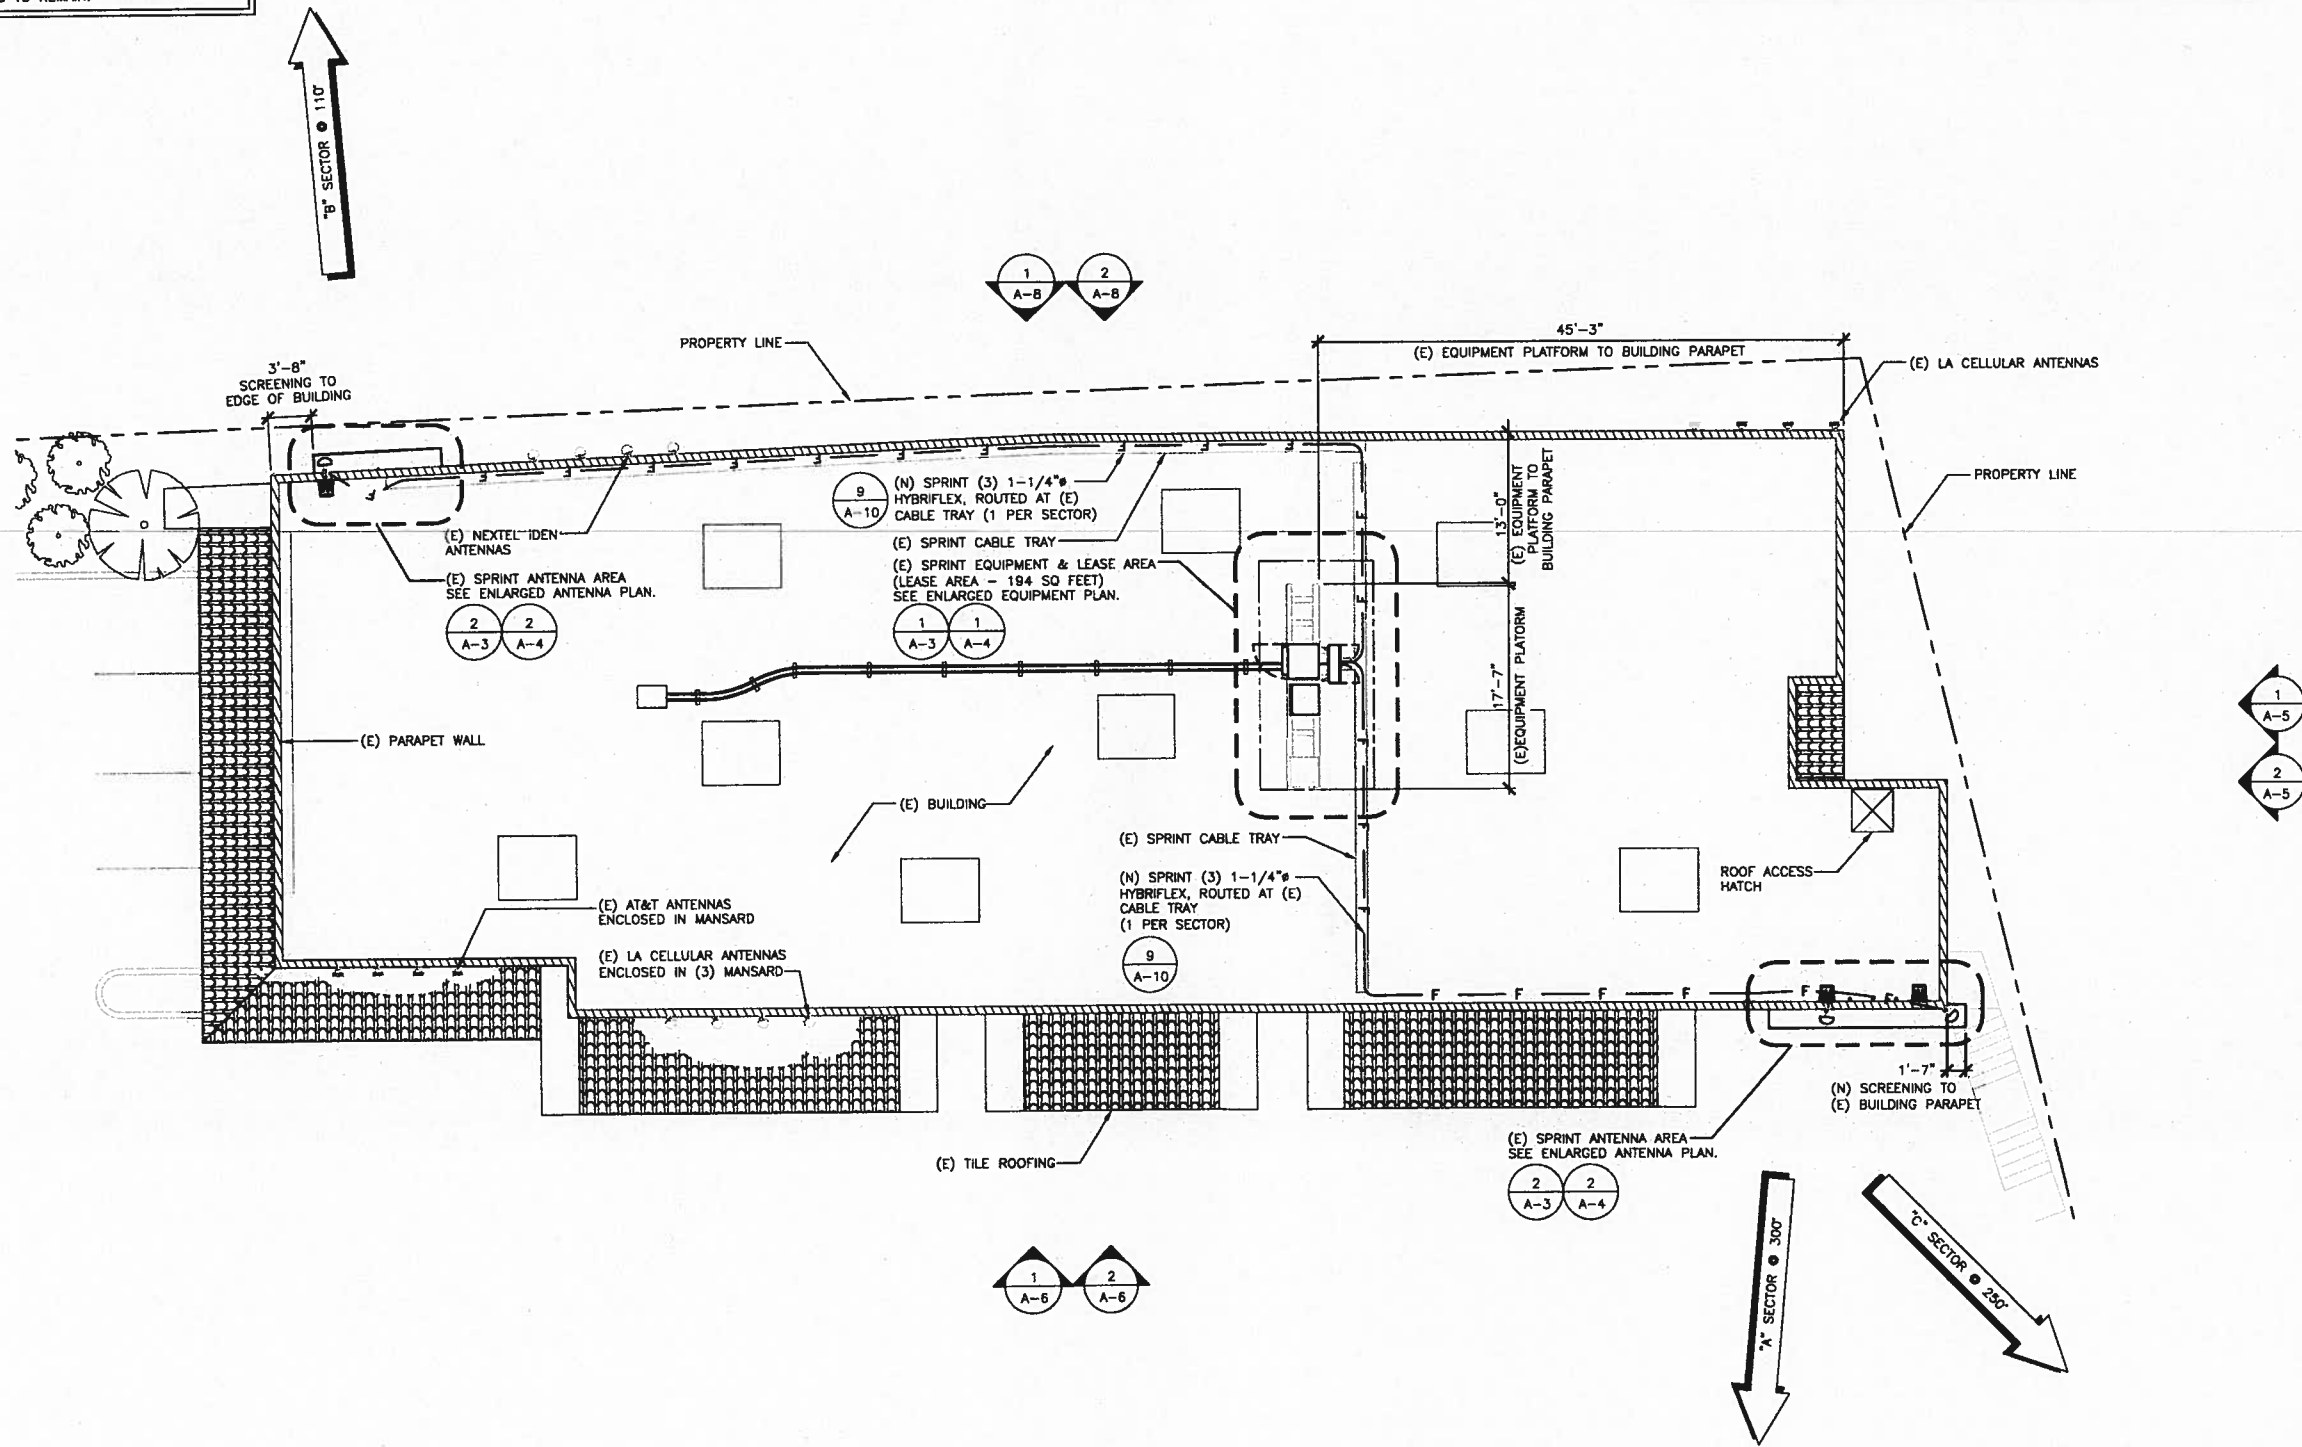 "B" SECTOR @ 110°
1
A-8
2
A-8
PROPERTY LINE
45'-3"
(E) EQUIPMENT PLATFORM TO BUILDING PARAPET
(E) LA CELLULAR ANTENNAS
3'-8"
SCREENING TO
EDGE OF BUILDING
PROPERTY LINE
9
A-10
(N) SPRINT (3) 1-1/4"ø
HYBRIFLEX, ROUTED AT (E)
CABLE TRAY (1 PER SECTOR)
(E) NEXTEL IDEN
ANTENNAS
(E) SPRINT CABLE TRAY
(E) SPRINT EQUIPMENT & LEASE AREA
(LEASE AREA - 194 SQ FEET)
SEE ENLARGED EQUIPMENT PLAN.
1
A-3
1
A-4
13'-0"
(E) EQUIPMENT
PLATFORM TO
BUILDING PARAPET
(E) SPRINT ANTENNA AREA
SEE ENLARGED ANTENNA PLAN.
2
A-3
2
A-4
17'-7"
(E)EQUIPMENT PLATORM
1
A-5
2
A-5
(E) PARAPET WALL
(E) BUILDING
(E) SPRINT CABLE TRAY
(N) SPRINT (3) 1-1/4"ø
HYBRIFLEX, ROUTED AT (E)
CABLE TRAY
(1 PER SECTOR)
9
A-10
ROOF ACCESS
HATCH
(E) AT&T ANTENNAS
ENCLOSED IN MANSARD
(E) LA CELLULAR ANTENNAS
ENCLOSED IN (3) MANSARD
F F F F F
1'-7"
(N) SCREENING TO
(E) BUILDING PARAPET
(E) TILE ROOFING
(E) SPRINT ANTENNA AREA
SEE ENLARGED ANTENNA PLAN.
2
A-3
2
A-4
1
A-6
2
A-6
"A" SECTOR @ 300°
"C" SECTOR @ 250°